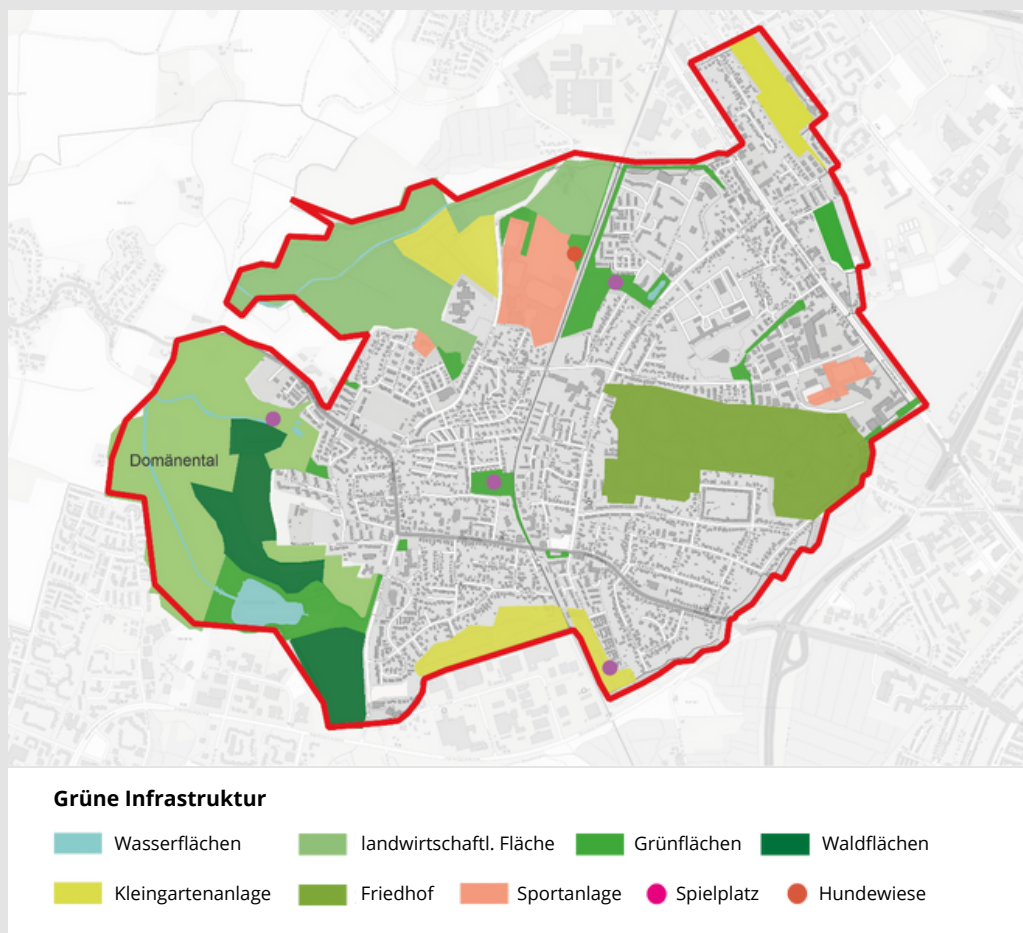 Domänental
Grüne Infrastruktur
Wasserflächen landwirtschaftl. Fläche Grünflächen Waldflächen
Kleingartenanlage Friedhof Sportanlage Spielplatz Hundewiese